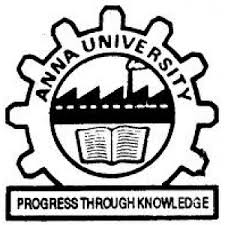 ANNA UNIVERSITY
PROGRESS THROUGH KNOWLEDGE